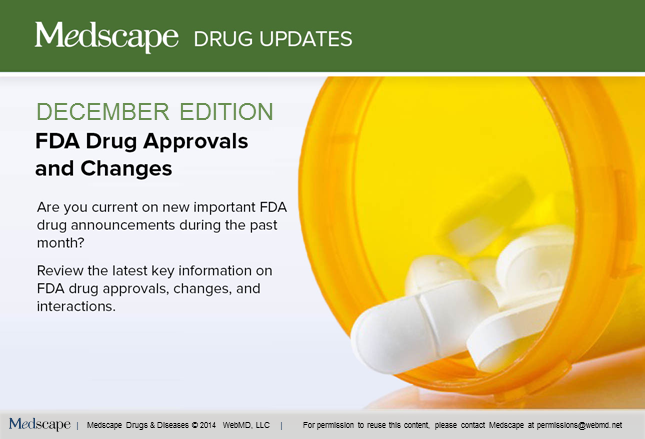 Medscape DRUG UPDATES
DECEMBER EDITION
FDA Drug Approvals
and Changes
Are you current on new important FDA
drug announcements during the past
month?
Review the latest key information on
FDA drug approvals, changes, and
interactions.
Medscape | Medscape Drugs & Diseases © 2014 WebMD, LLC | For permission to reuse this content, please contact Medscape at permissions@webmd.net